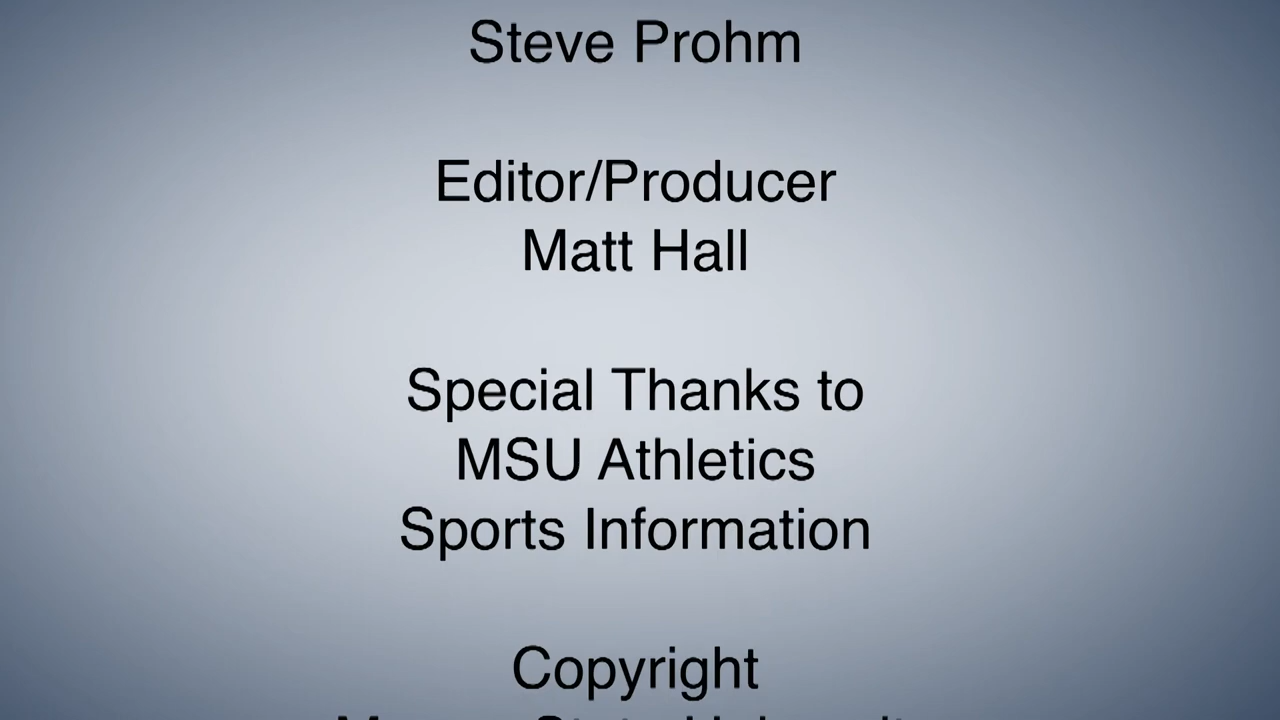 Steve Prohm
Editor/Producer
Matt Hall
Special Thanks to
MSU Athletics
Sports Information
Copyright